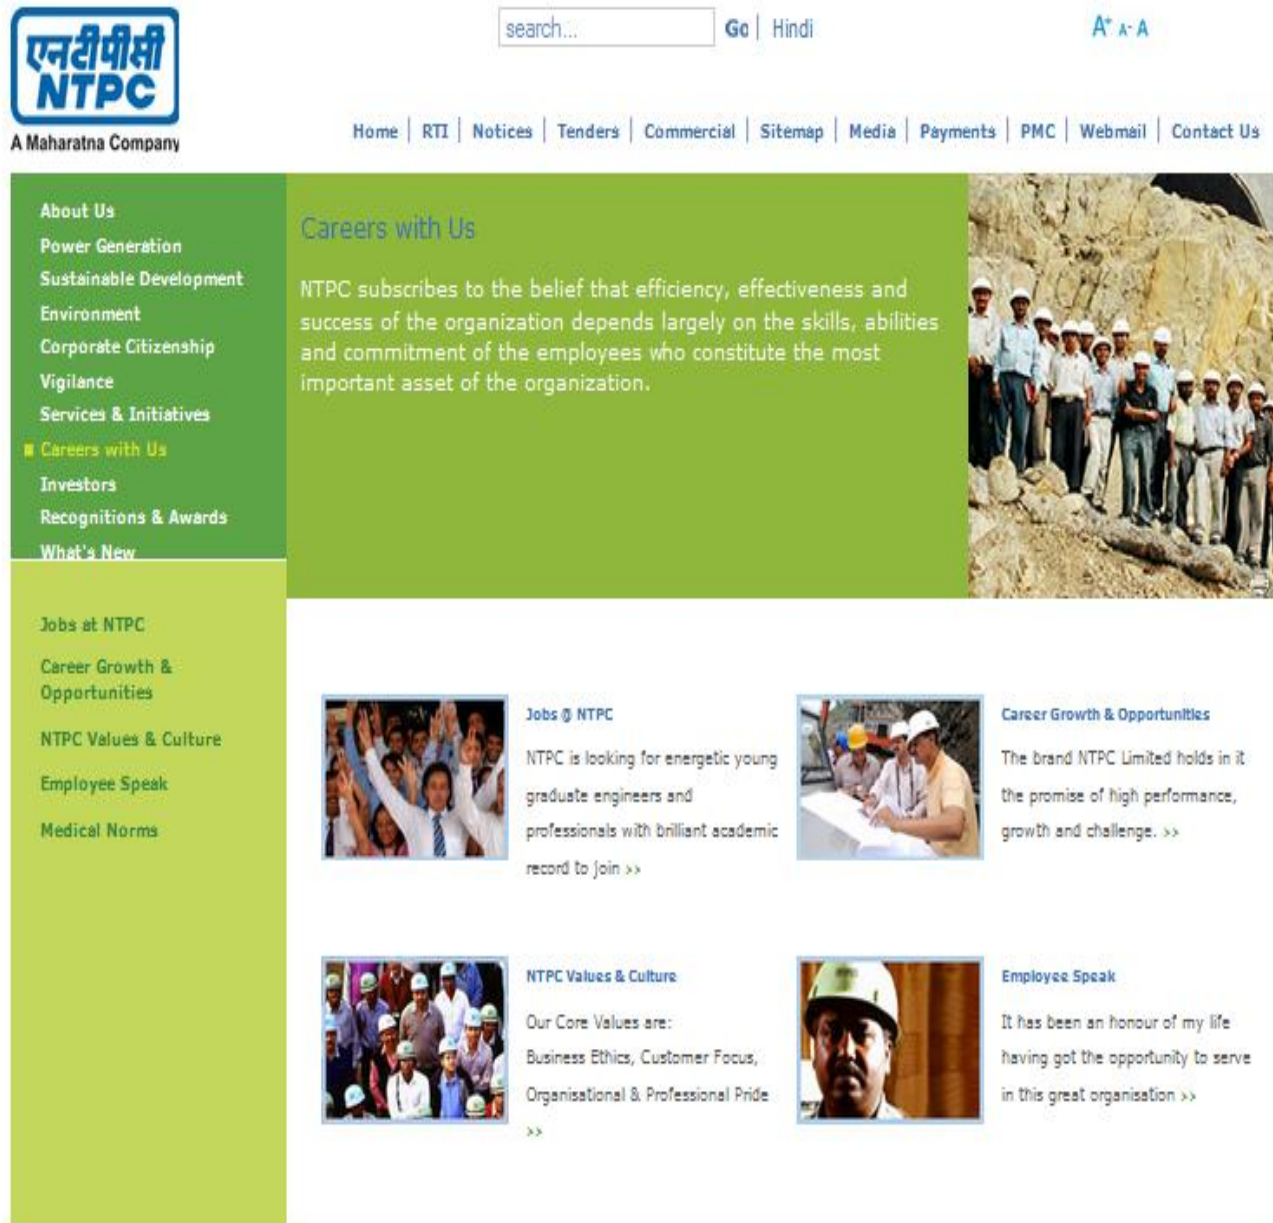 एनटीपीसी
NTPC
A Maharatna Company
search... Go | Hindi A+ A- A
Home | RTI | Notices | Tenders | Commercial | Sitemap | Media | Payments | PMC | Webmail | Contact Us
About Us
Power Generation
Sustainable Development
Environment
Corporate Citizenship
Vigilance
Services & Initiatives
Careers with Us
Investors
Recognitions & Awards
What's New
Jobs at NTPC
Career Growth &
Opportunities
NTPC Values & Culture
Employee Speak
Medical Norms
Careers with Us
NTPC subscribes to the belief that efficiency, effectiveness and
success of the organization depends largely on the skills, abilities
and commitment of the employees who constitute the most
important asset of the organization.
Jobs @ NTPC
NTPC is looking for energetic young
graduate engineers and
professionals with brilliant academic
record to join >>
Career Growth & Opportunities
The brand NTPC Limited holds in it
the promise of high performance,
growth and challenge. >>
NTPC Values & Culture
Our Core Values are:
Business Ethics, Customer Focus,
Organisational & Professional Pride
>>
Employee Speak
It has been an honour of my life
having got the opportunity to serve
in this great organisation >>